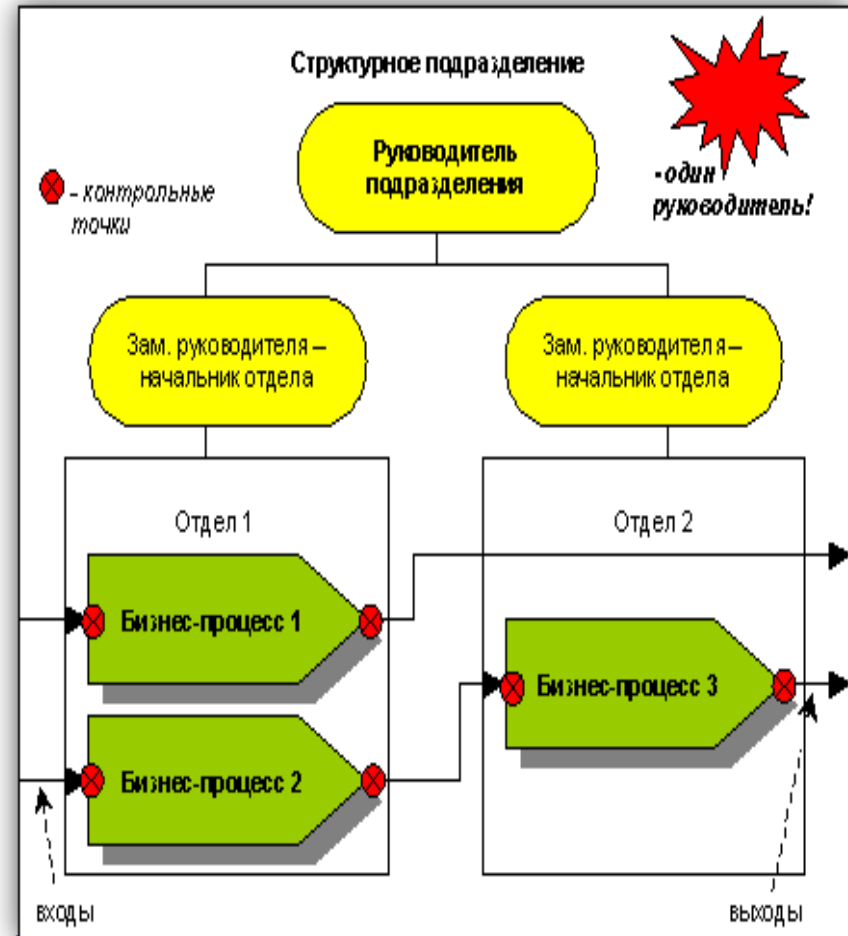 Структурное подразделение
Руководитель
подразделения
– контрольные
точки
- один
руководитель!
Зам. руководителя –
начальник отдела
Зам. руководителя –
начальник отдела
Отдел 1
Отдел 2
Бизнес-процесс 1
Бизнес-процесс 3
Бизнес-процесс 2
входы
выходы